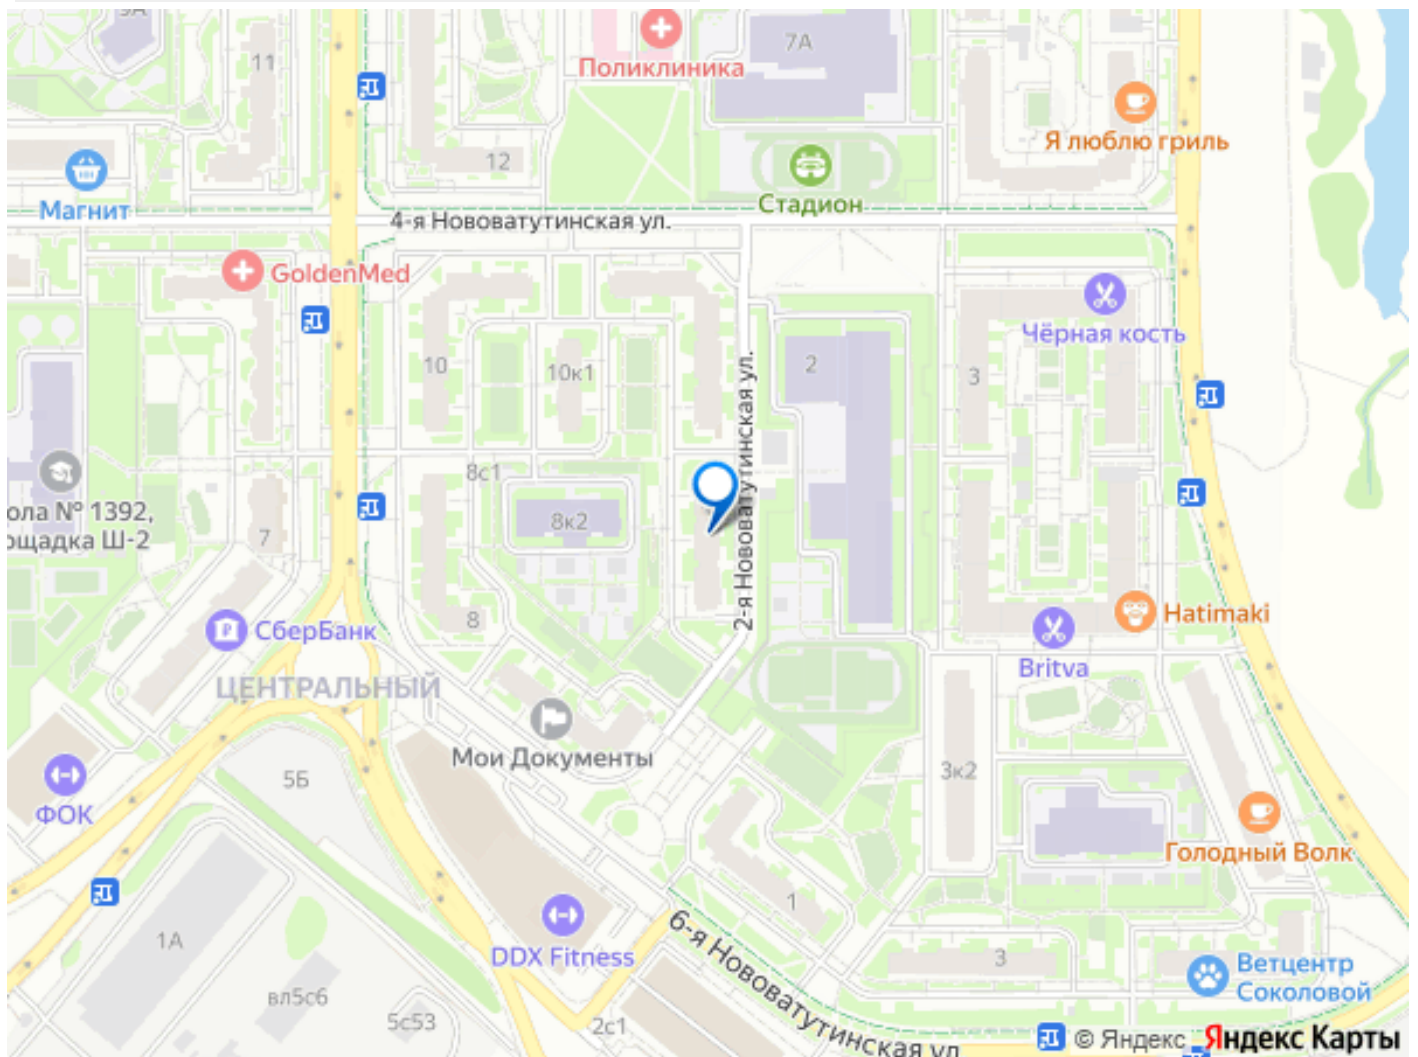 9А
Поликлиника
7А
11
12
Я люблю гриль
Магнит
Стадион
4-я Нововатутинская ул.
GoldenMed
Чёрная кость
10
10к1
2
3
2-я Нововатутинская ул.
8с1
8к2
ола № 1392,
ощадка Ш-2
7
8
СберБанк
Hatimaki
Britva
ЦЕНТРАЛЬНЫЙ
Мои Документы
5Б
3к2
ФОК
Голодный Волк
1
1А
DDX Fitness
6-я Нововатутинская ул.
3
Ветцентр
Соколовой
вл5с6
5с53
2с1
© Яндекс Яндекс Карты